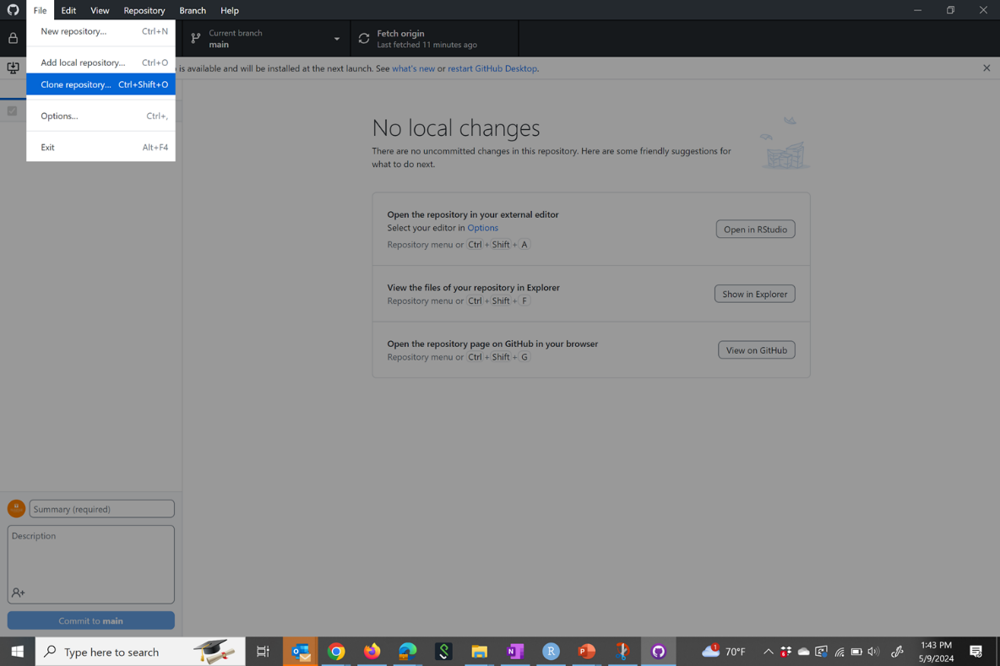 File Edit View Repository Branch Help
New repository... Ctrl+N
Add local repository... Ctrl+O
Clone repository... Ctrl+Shift+O
Options... Ctrl+,
Exit Alt+F4
Current branch
main
Fetch origin
Last fetched 11 minutes ago
is available and will be installed at the next launch. See what's new or restart GitHub Desktop.
No local changes
There are no uncommitted changes in this repository. Here are some friendly suggestions for
what to do next.
Open the repository in your external editor
Select your editor in Options
Repository menu or Ctrl + Shift + A
Open in RStudio
View the files of your repository in Explorer
Repository menu or Ctrl + Shift + F
Show in Explorer
Open the repository page on GitHub in your browser
Repository menu or Ctrl + Shift + G
View on GitHub
Summary (required)
Description
Commit to main
Type here to search
1
70°F
6
1:43 PM
5/9/2024